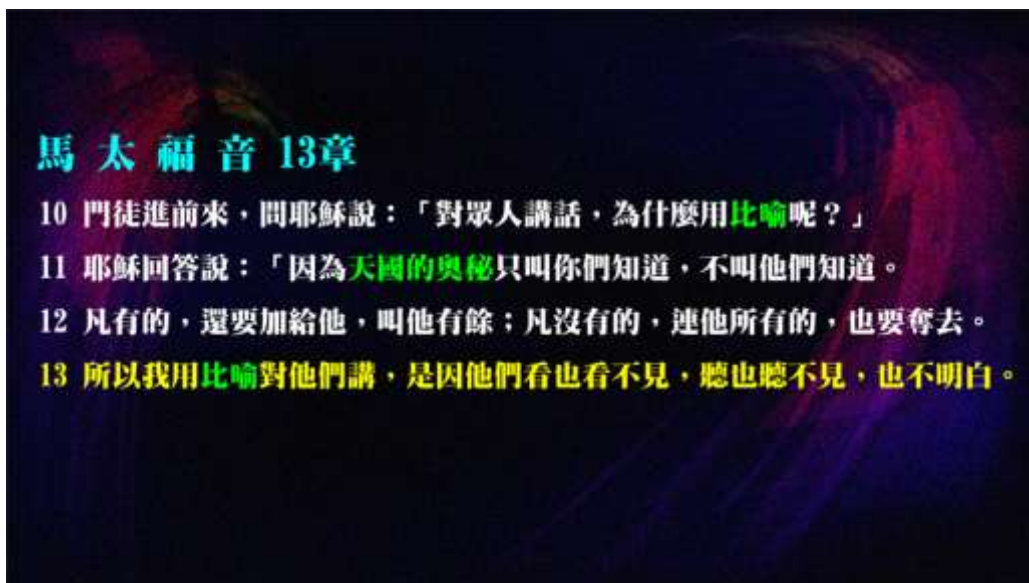 馬太福音13章
10 門徒進前來，問耶穌說：「對眾人講話，為什麼用比喻呢？」
11 耶穌回答說：「因為天國的奧秘只叫你們知道，不叫他們知道。
12 凡有的，還要加給他，叫他有餘；凡沒有的，連他所有的，也要奪去。
13 所以我用比喻對他們講，是因他們看也看不見，聽也聽不見，也不明白。